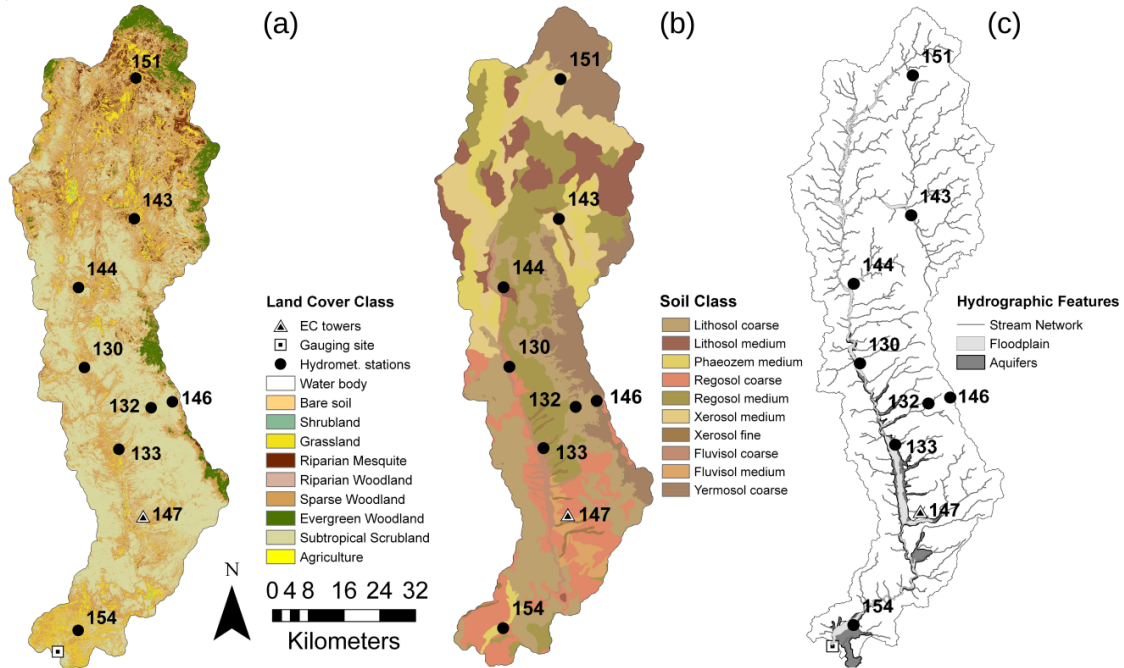 (a)
151
143
144
130
132
146
133
147
154
Land Cover Class
EC towers
Gauging site
Hydromet. stations
Water body
Bare soil
Shrubland
Grassland
Riparian Mesquite
Riparian Woodland
Sparse Woodland
Evergreen Woodland
Subtropical Scrubland
Agriculture
N
0 4 8 16 24 32
Kilometers
(b)
151
143
144
130
132
146
133
147
154
Soil Class
Lithosol coarse
Lithosol medium
Phaeozem medium
Regosol coarse
Regosol medium
Xerosol medium
Xerosol fine
Fluvisol coarse
Fluvisol medium
Yermosol coarse
(c)
151
143
144
130
132
146
133
147
154
Hydrographic Features
Stream Network
Floodplain
Aquifers